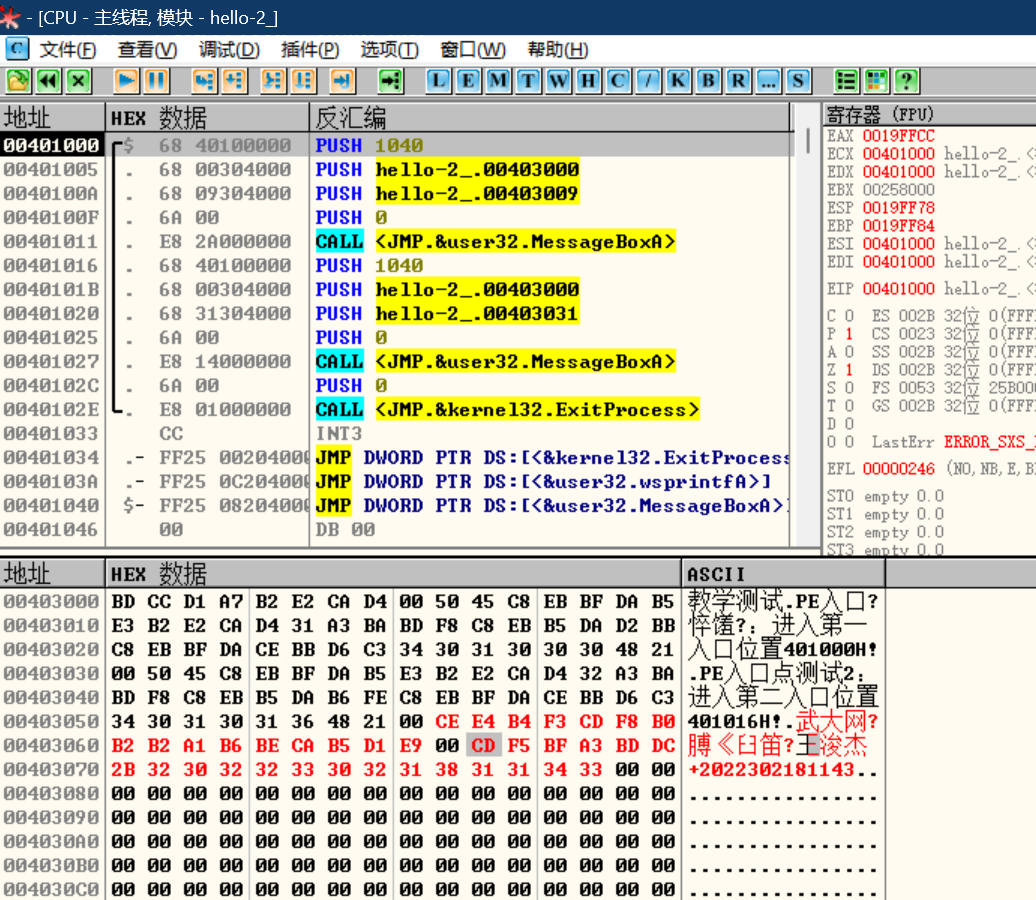 - [CPU - 主线程, 模块 - hello-2_]
C 文件(F) 查看(V) 调试(D) 插件(P) 选项(T) 窗口(W) 帮助(H)
L E M T W H C / K B R ... S ?
地址 HEX 数据 反汇编
00401000 $ 68 40100000 PUSH 1040
00401005 . 68 00304000 PUSH hello-2_.00403000
0040100A . 68 09304000 PUSH hello-2_.00403009
0040100F . 6A 00 PUSH 0
00401011 . E8 2A000000 CALL <JMP.&user32.MessageBoxA>
00401016 . 68 40100000 PUSH 1040
0040101B . 68 00304000 PUSH hello-2_.00403000
00401020 . 68 31304000 PUSH hello-2_.00403031
00401025 . 6A 00 PUSH 0
00401027 . E8 14000000 CALL <JMP.&user32.MessageBoxA>
0040102C . 6A 00 PUSH 0
0040102E . E8 01000000 CALL <JMP.&kernel32.ExitProcess>
00401033 CC INT3
00401034 .- FF25 00204000 JMP DWORD PTR DS:[<&kernel32.ExitProcess
0040103A .- FF25 0C204000 JMP DWORD PTR DS:[<&user32.wsprintfA>]
00401040 $- FF25 08204000 JMP DWORD PTR DS:[<&user32.MessageBoxA>]
00401046 00 DB 00
寄存器 (FPU)
EAX 0019FFCC
ECX 00401000 hello-2_.<
EDX 00401000 hello-2_.<
EBX 00258000
ESP 0019FF78
EBP 0019FF84
ESI 00401000 hello-2_.<
EDI 00401000 hello-2_.<
EIP 00401000 hello-2_.<
C 0 ES 002B 32位 0(FFF
P 1 CS 0023 32位 0(FFF
A 0 SS 002B 32位 0(FFF
Z 1 DS 002B 32位 0(FFF
S 0 FS 0053 32位 25B00
T 0 GS 002B 32位 0(FFF
D 0
O 0 LastErr ERROR_SXS_
EFL 00000246 (NO,NB,E,B
ST0 empty 0.0
ST1 empty 0.0
ST2 empty 0.0
ST3 empty 0.0
地址 HEX 数据 ASCII
00403000 BD CC D1 A7 B2 E2 CA D4 00 50 45 C8 EB BF DA B5 教学测试.PE入口?
00403010 E3 B2 E2 CA D4 31 A3 BA BD F8 C8 EB B5 DA D2 BB 悴馐?：进入第一
00403020 C8 EB BF DA CE BB D6 C3 34 30 31 30 30 30 48 21 入口位置401000H!
00403030 00 50 45 C8 EB BF DA B5 E3 B2 E2 CA D4 32 A3 BA .PE入口点测试2：
00403040 BD F8 C8 EB B5 DA B6 FE C8 EB BF DA CE BB D6 C3 进入第二入口位置
00403050 34 30 31 30 31 36 48 21 00 CE E4 B4 F3 CD F8 B0 401016H!.武大网?
00403060 B2 B2 A1 B6 BE CA B5 D1 E9 00 CD F5 BF A3 BD DC 膊《臼笛?王浚杰
00403070 2B 32 30 32 32 33 30 32 31 38 31 31 34 33 00 00 +2022302181143..
00403080 00 00 00 00 00 00 00 00 00 00 00 00 00 00 00 00 ................
00403090 00 00 00 00 00 00 00 00 00 00 00 00 00 00 00 00 ................
004030A0 00 00 00 00 00 00 00 00 00 00 00 00 00 00 00 00 ................
004030B0 00 00 00 00 00 00 00 00 00 00 00 00 00 00 00 00 ................
004030C0 00 00 00 00 00 00 00 00 00 00 00 00 00 00 00 00 ................